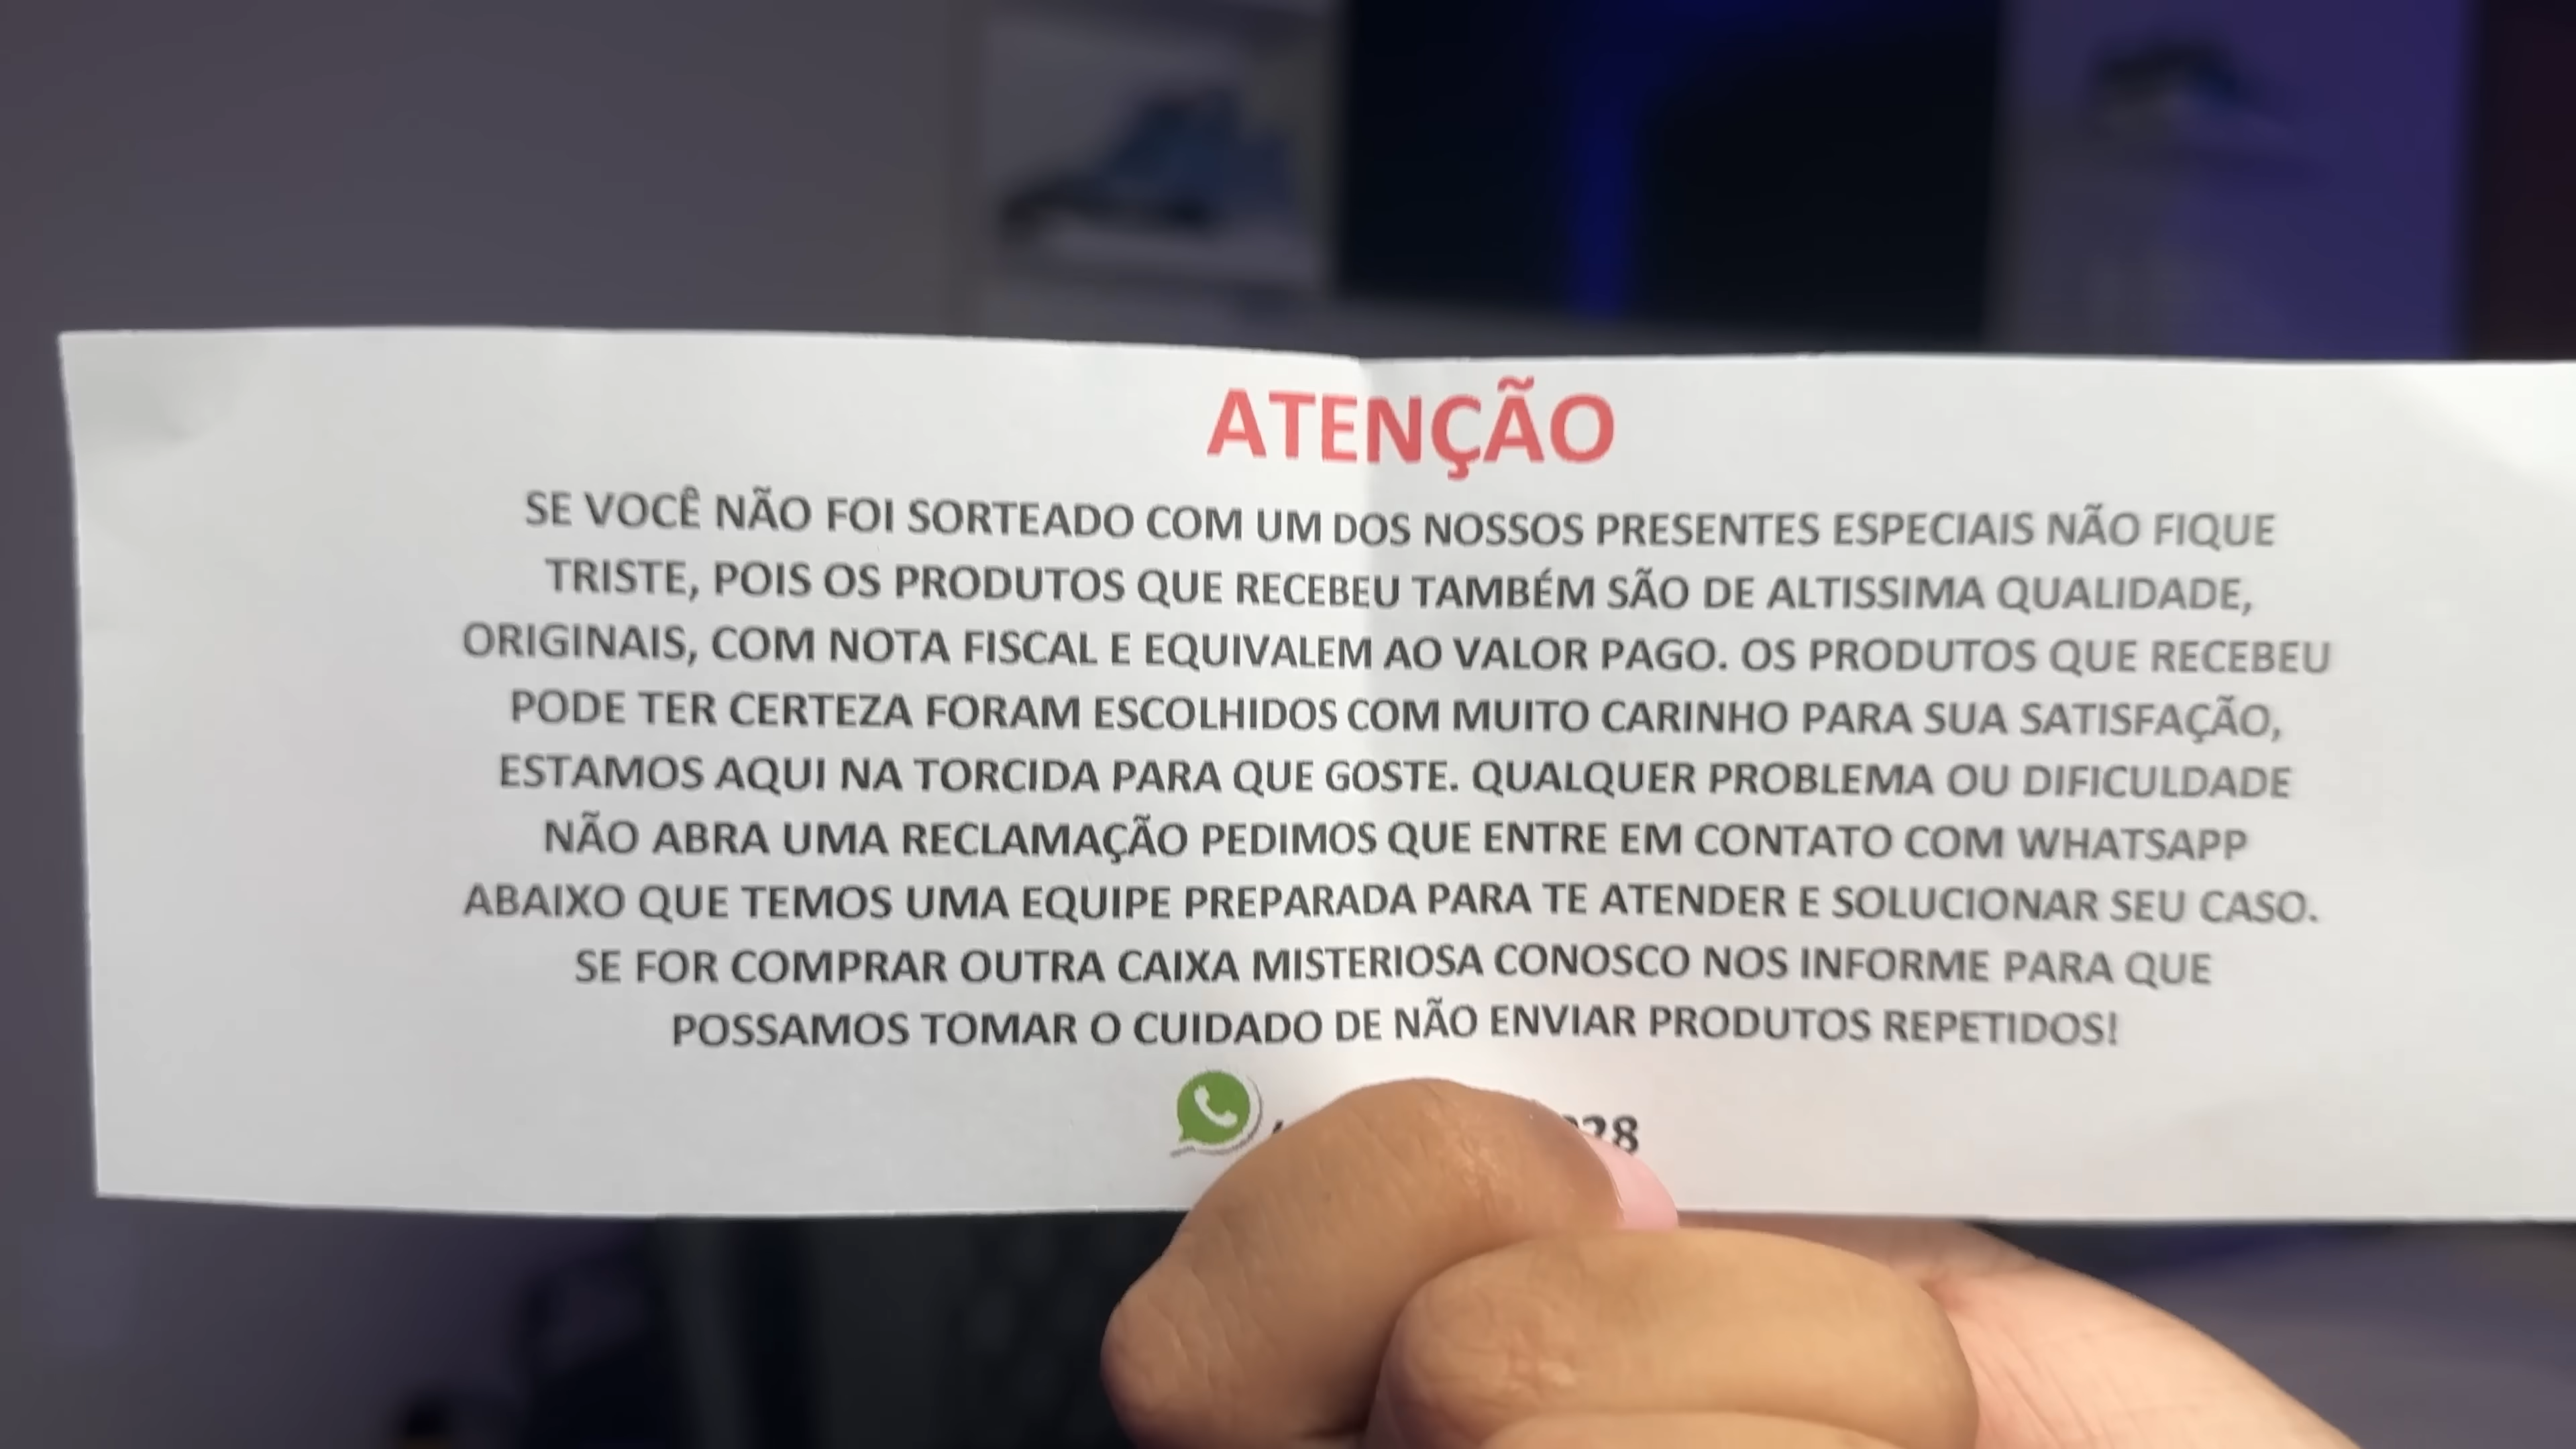 ATENÇÃO
SE VOCÊ NÃO FOI SORTEADO COM UM DOS NOSSOS PRESENTES ESPECIAIS NÃO FIQUE
TRISTE, POIS OS PRODUTOS QUE RECEBEU TAMBÉM SÃO DE ALTISSIMA QUALIDADE,
ORIGINAIS, COM NOTA FISCAL E EQUIVALEM AO VALOR PAGO. OS PRODUTOS QUE RECEBEU
PODE TER CERTEZA FORAM ESCOLHIDOS COM MUITO CARINHO PARA SUA SATISFAÇÃO,
ESTAMOS AQUI NA TORCIDA PARA QUE GOSTE. QUALQUER PROBLEMA OU DIFICULDADE
NÃO ABRA UMA RECLAMAÇÃO PEDIMOS QUE ENTRE EM CONTATO COM WHATSAPP
ABAIXO QUE TEMOS UMA EQUIPE PREPARADA PARA TE ATENDER E SOLUCIONAR SEU CASO.
SE FOR COMPRAR OUTRA CAIXA MISTERIOSA CONOSCO NOS INFORME PARA QUE
POSSAMOS TOMAR O CUIDADO DE NÃO ENVIAR PRODUTOS REPETIDOS!